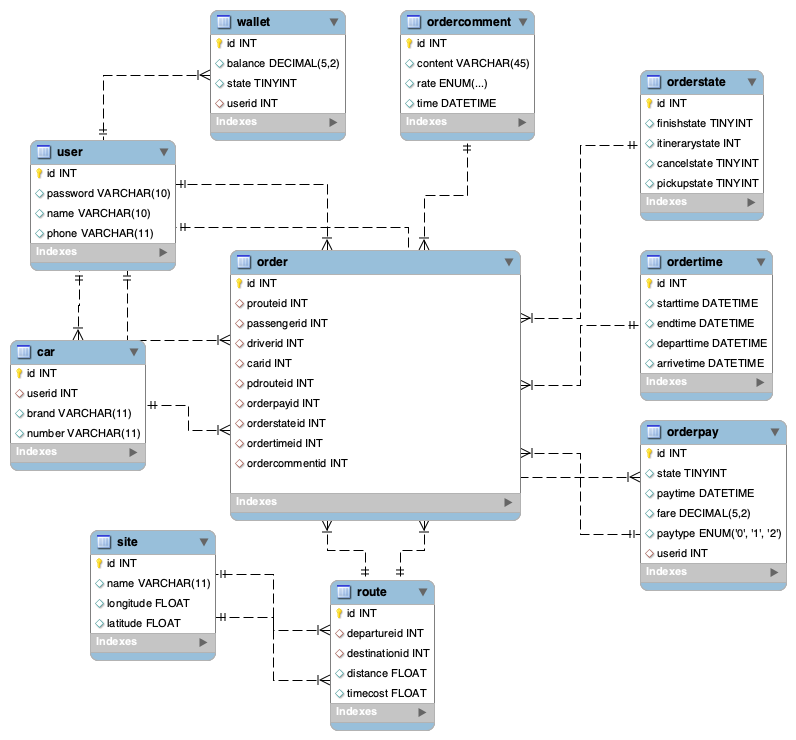 wallet
id INT
balance DECIMAL(5,2)
state TINYINT
userid INT
Indexes
ordercomment
id INT
content VARCHAR(45)
rate ENUM(...)
time DATETIME
Indexes
orderstate
id INT
finishstate TINYINT
itinerarystate INT
cancelstate TINYINT
pickupstate TINYINT
Indexes
user
id INT
password VARCHAR(10)
name VARCHAR(10)
phone VARCHAR(11)
Indexes
order
id INT
prouteid INT
passengerid INT
driverid INT
carid INT
pdrouteid INT
orderpayid INT
orderstateid INT
ordertimeid INT
ordercommentid INT
Indexes
ordertime
id INT
starttime DATETIME
endtime DATETIME
departtime DATETIME
arrivetime DATETIME
Indexes
car
id INT
userid INT
brand VARCHAR(11)
number VARCHAR(11)
Indexes
orderpay
id INT
state TINYINT
paytime DATETIME
fare DECIMAL(5,2)
paytype ENUM('0', '1', '2')
userid INT
Indexes
site
id INT
name VARCHAR(11)
longitude FLOAT
latitude FLOAT
Indexes
route
id INT
departureid INT
destinationid INT
distance FLOAT
timecost FLOAT
Indexes